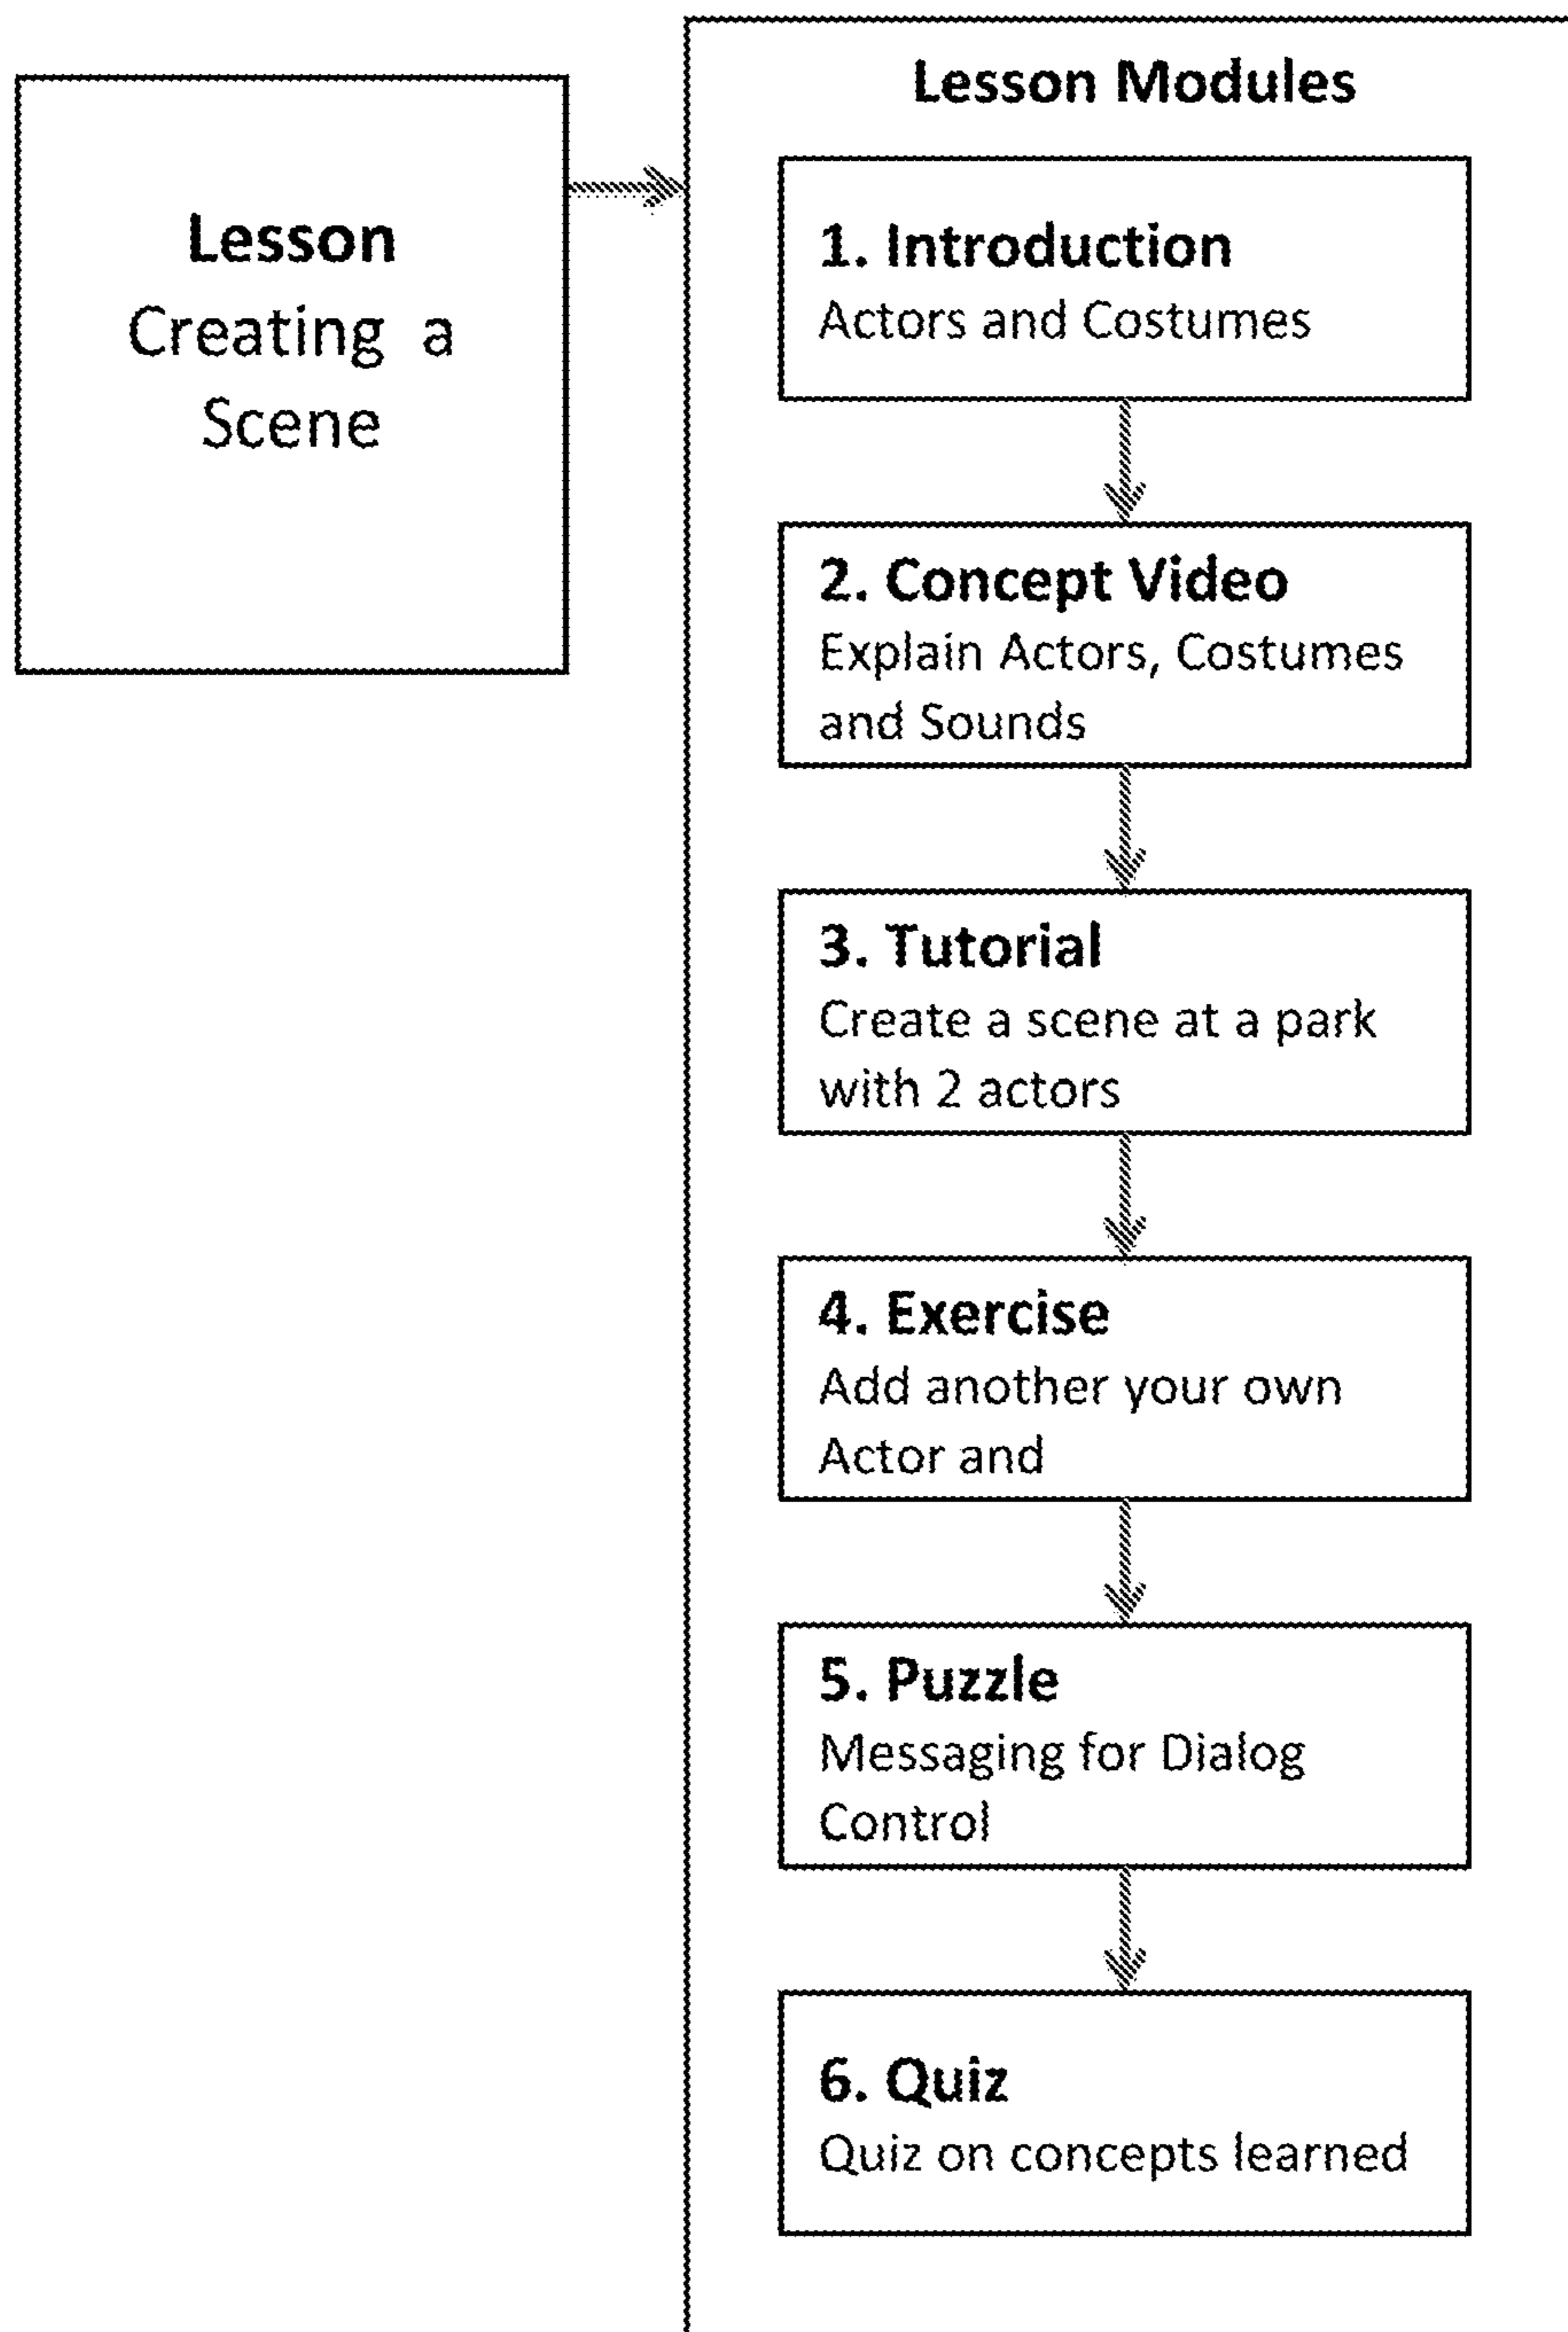 Lesson
Creating a
Scene
Lesson Modules
1. Introduction
Actors and Costumes
2. Concept Video
Explain Actors, Costumes
and Sounds
3. Tutorial
Create a scene at a park
with 2 actors
4. Exercise
Add another your own
Actor and
5. Puzzle
Messaging for Dialog
Control
6. Quiz
Quiz on concepts learned